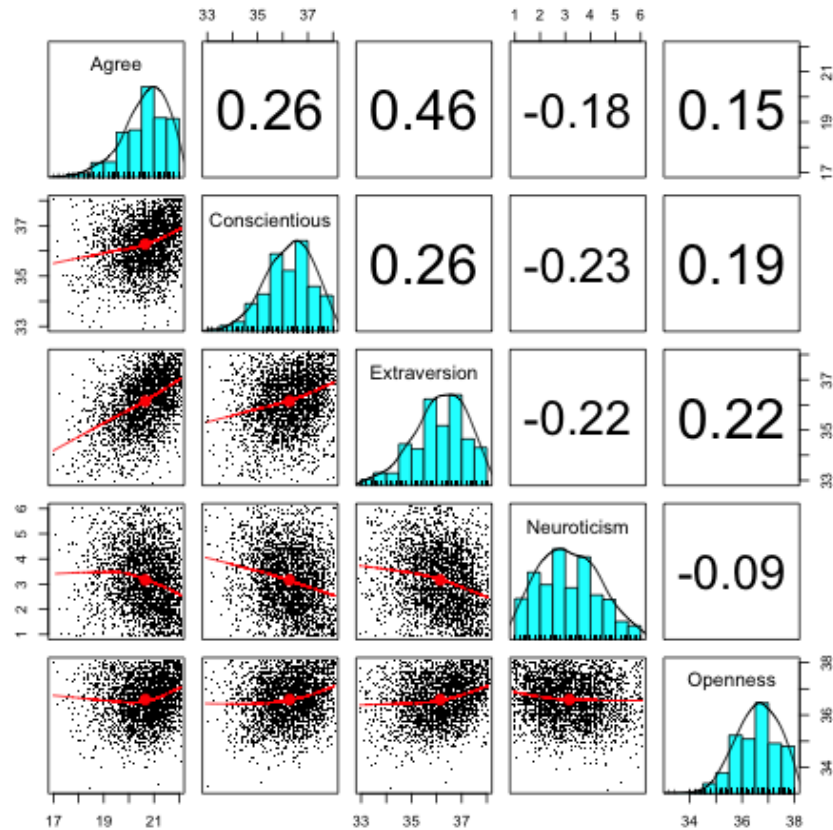 33 35 37 1 2 3 4 5 6
Agree 0.26 0.46 -0.18 0.15 17 19 21
33 35 37 Conscientious 0.26 -0.23 0.19
Extraversion -0.22 0.22 33 35 37
1 2 3 4 5 6 Neuroticism -0.09
Openness 34 36 38
17 19 21 33 35 37 34 36 38